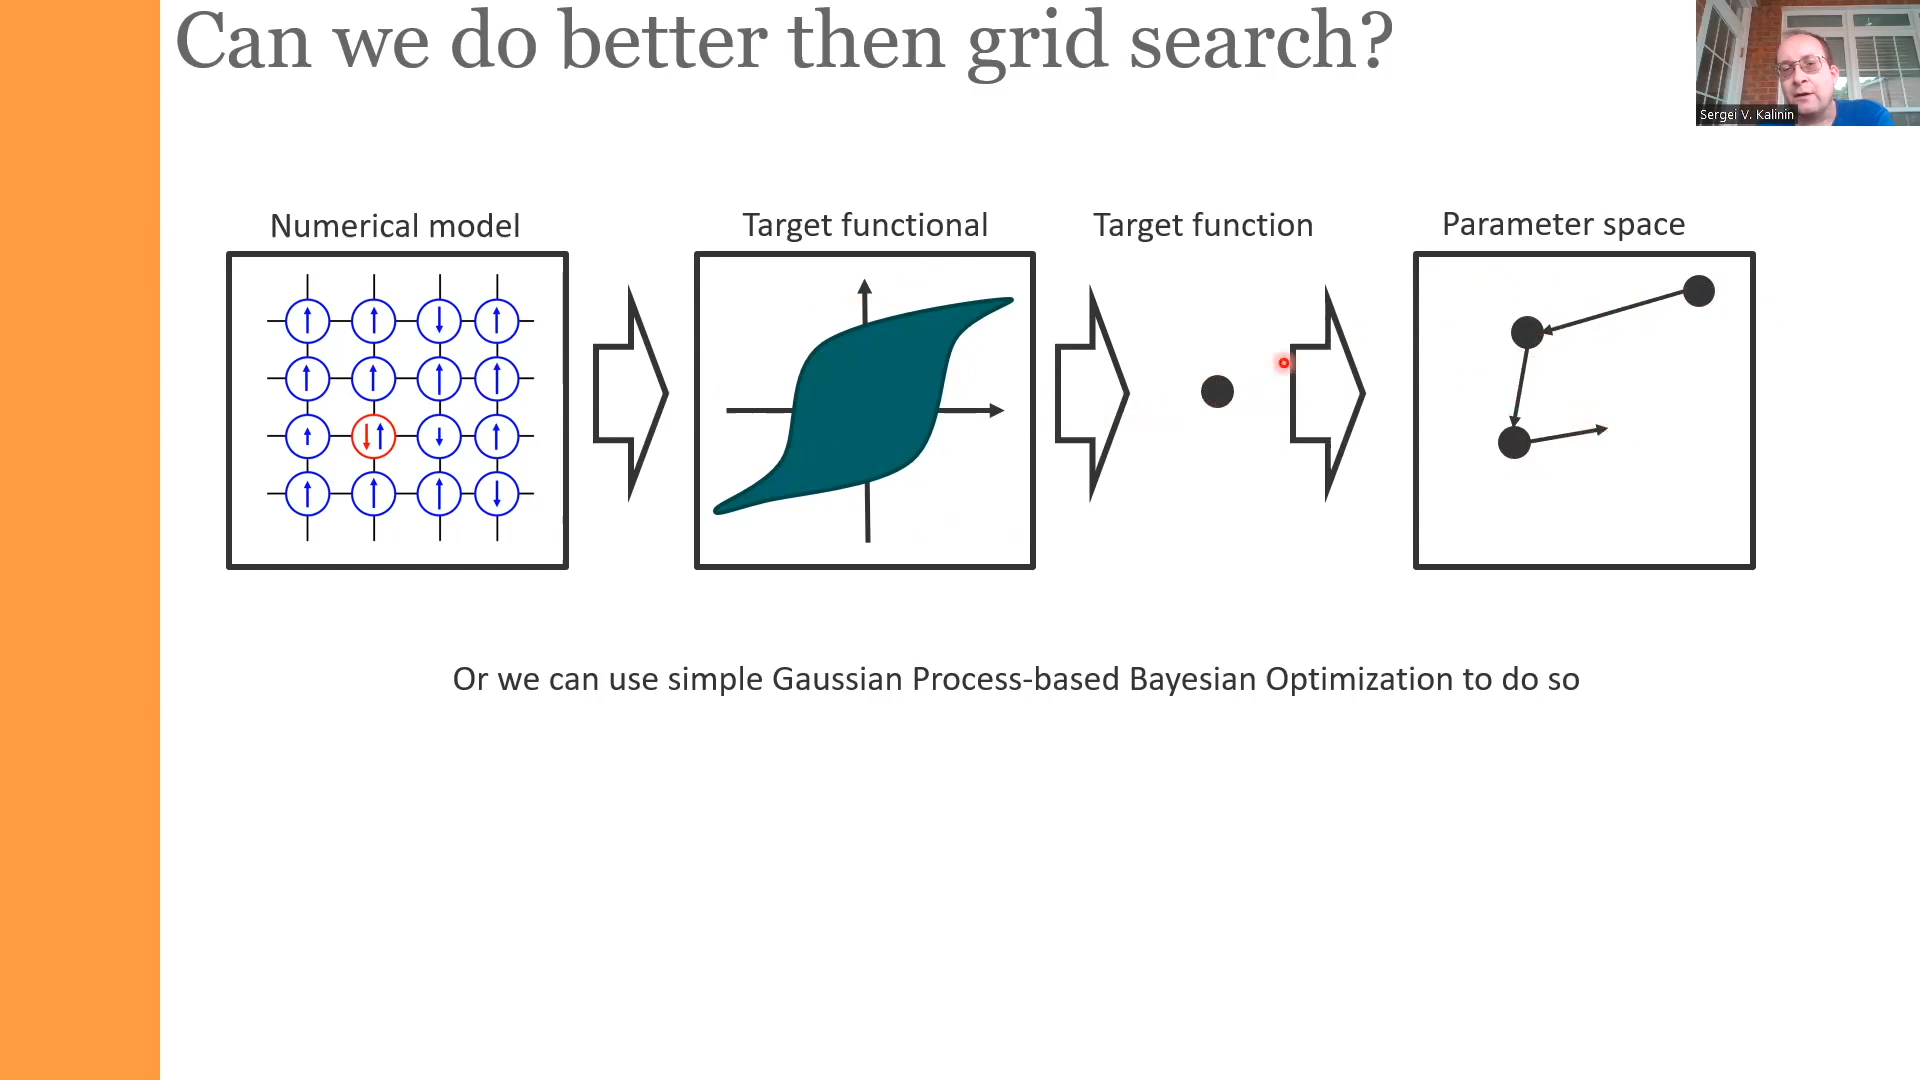 Can we do better then grid search?
Sergei V. Kalinin
Numerical model
Target functional
Target function
Parameter space
Or we can use simple Gaussian Process-based Bayesian Optimization to do so